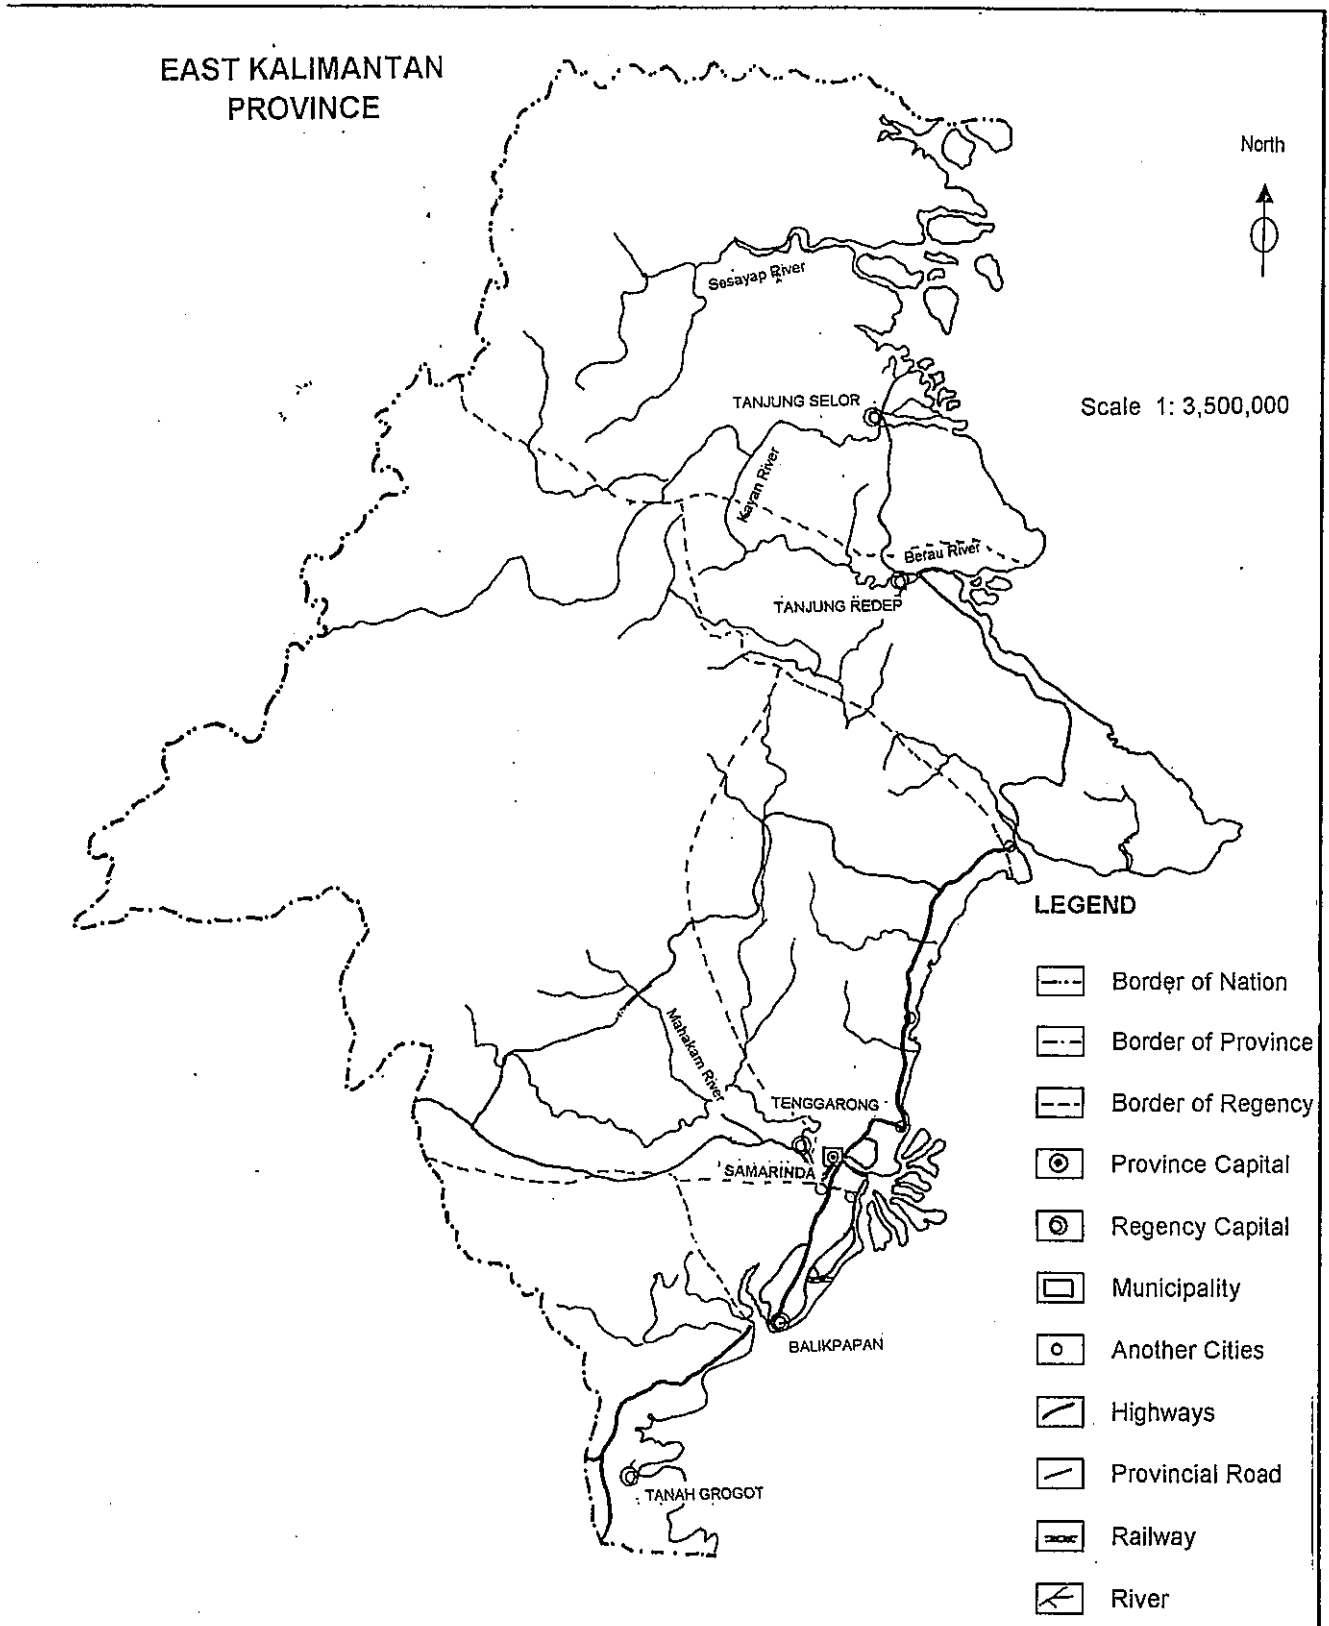 EAST KALIMANTAN
PROVINCE
North
Sesayap River
TANJUNG SELOR
Scale 1: 3,500,000
Kayan River
Berau River
TANJUNG REDEP
LEGEND
Border of Nation
Mahakam River
Border of Province
TENGGARONG
Border of Regency
SAMARINDA
Province Capital
Regency Capital
Municipality
BALIKPAPAN
Another Cities
Highways
Provincial Road
TANAH GROGOT
Railway
River